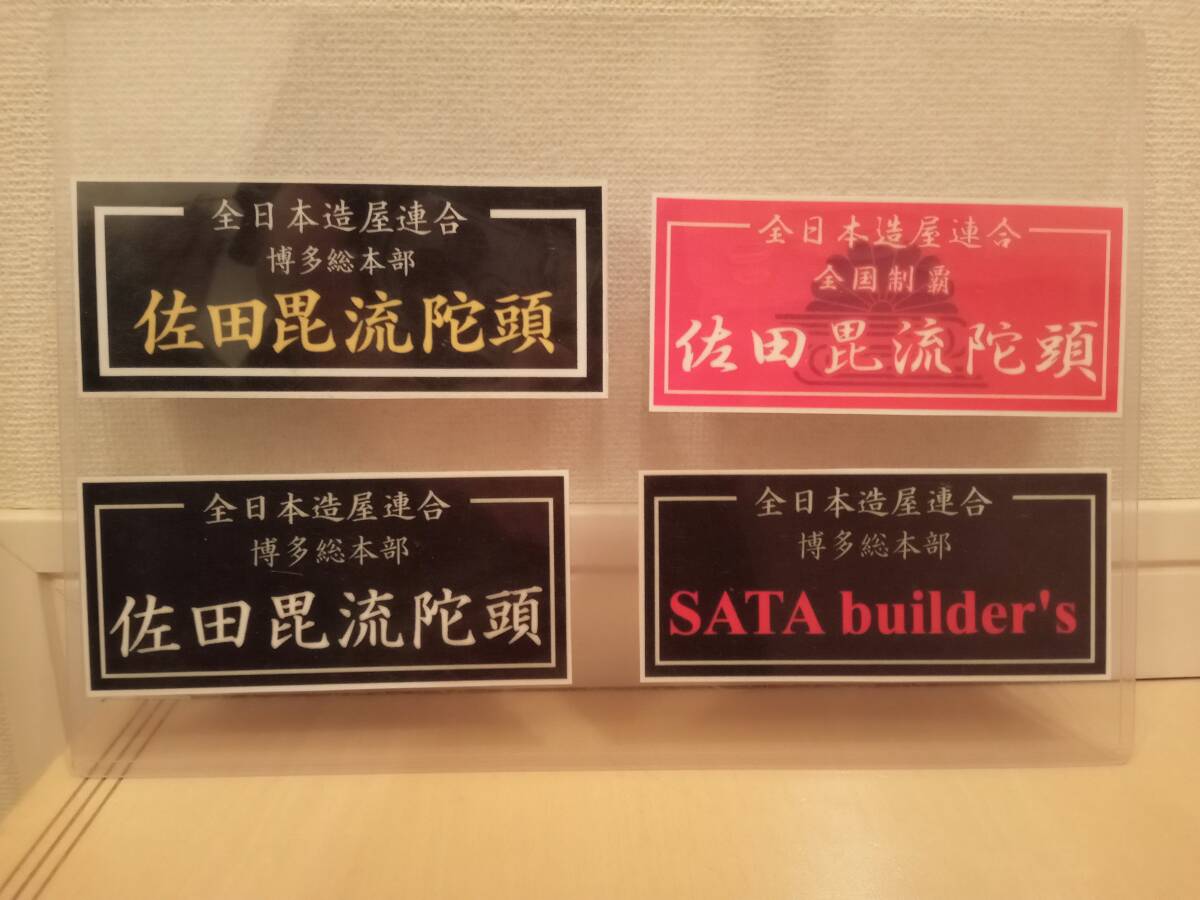 全日本造屋連合
博多総本部
佐田毘流陀頭
全日本造屋連合
全国制覇
佐田毘流陀頭
全日本造屋連合
博多総本部
佐田毘流陀頭
全日本造屋連合
博多総本部
SATA builder's